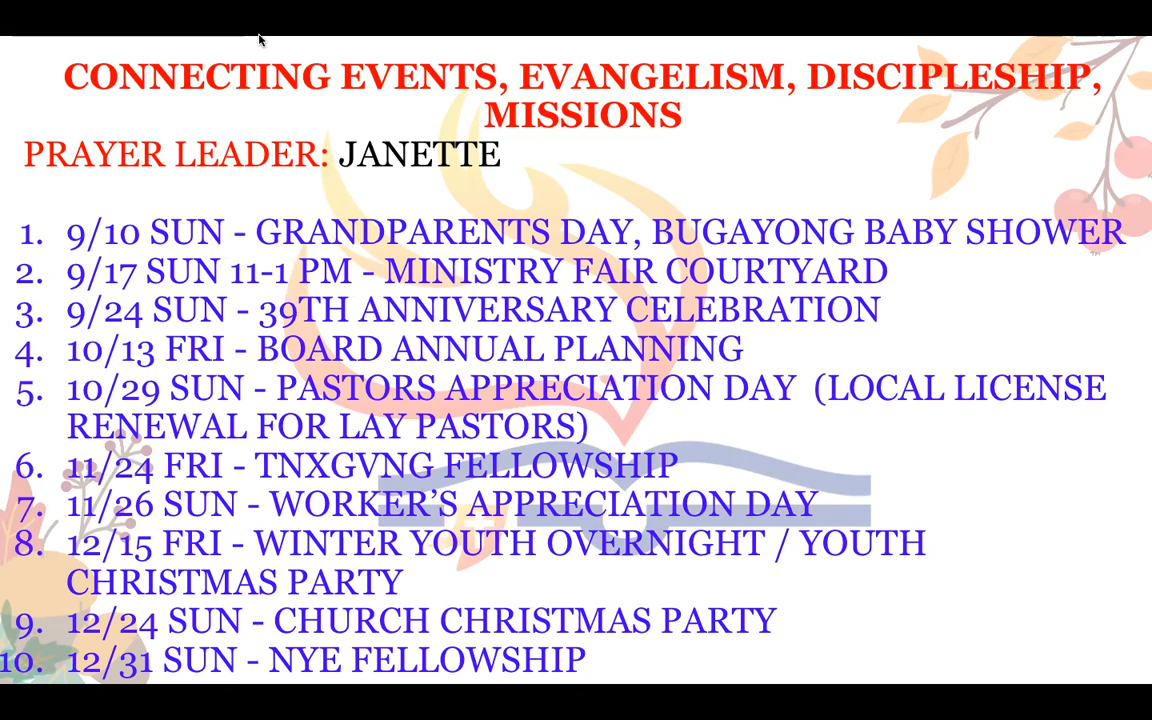 CONNECTING EVENTS, EVANGELISM, DISCIPLESHIP,
MISSIONS
PRAYER LEADER: JANETTE
1. 9/10 SUN - GRANDPARENTS DAY, BUGAYONG BABY SHOWER
2. 9/17 SUN 11-1 PM - MINISTRY FAIR COURTYARD
3. 9/24 SUN - 39TH ANNIVERSARY CELEBRATION
4. 10/13 FRI - BOARD ANNUAL PLANNING
5. 10/29 SUN - PASTORS APPRECIATION DAY (LOCAL LICENSE
RENEWAL FOR LAY PASTORS)
6. 11/24 FRI - TNXGVNG FELLOWSHIP
7. 11/26 SUN - WORKER’S APPRECIATION DAY
8. 12/15 FRI - WINTER YOUTH OVERNIGHT / YOUTH
CHRISTMAS PARTY
9. 12/24 SUN - CHURCH CHRISTMAS PARTY
10. 12/31 SUN - NYE FELLOWSHIP